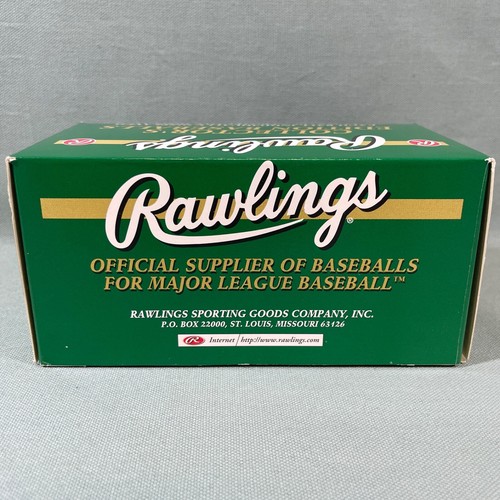 Rawlings
Rawlings®
OFFICIAL SUPPLIER OF BASEBALLS
FOR MAJOR LEAGUE BASEBALL™
RAWLINGS SPORTING GOODS COMPANY, INC.
P.O. BOX 22000, ST. LOUIS, MISSOURI 63126
R Internet / http://www.rawlings.com